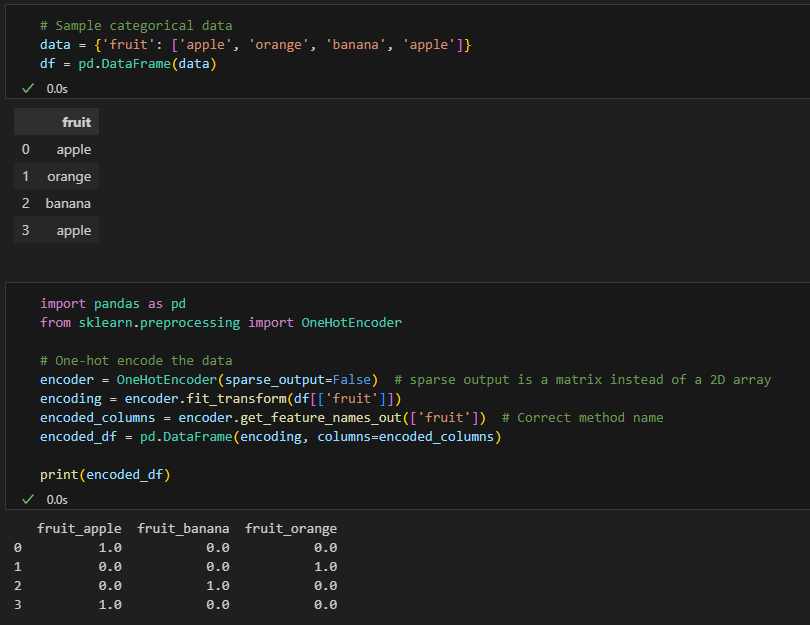 # Sample categorical data
data = {'fruit': ['apple', 'orange', 'banana', 'apple']}
df = pd.DataFrame(data)
✓ 0.0s
fruit
0 apple
1 orange
2 banana
3 apple
import pandas as pd
from sklearn.preprocessing import OneHotEncoder
# One-hot encode the data
encoder = OneHotEncoder(sparse_output=False)  # sparse output is a matrix instead of a 2D array
encoding = encoder.fit_transform(df[['fruit']])
encoded_columns = encoder.get_feature_names_out(['fruit'])  # Correct method name
encoded_df = pd.DataFrame(encoding, columns=encoded_columns)
print(encoded_df)
✓ 0.0s
fruit_apple  fruit_banana  fruit_orange
0 1.0 0.0 0.0
1 0.0 0.0 1.0
2 0.0 1.0 0.0
3 1.0 0.0 0.0